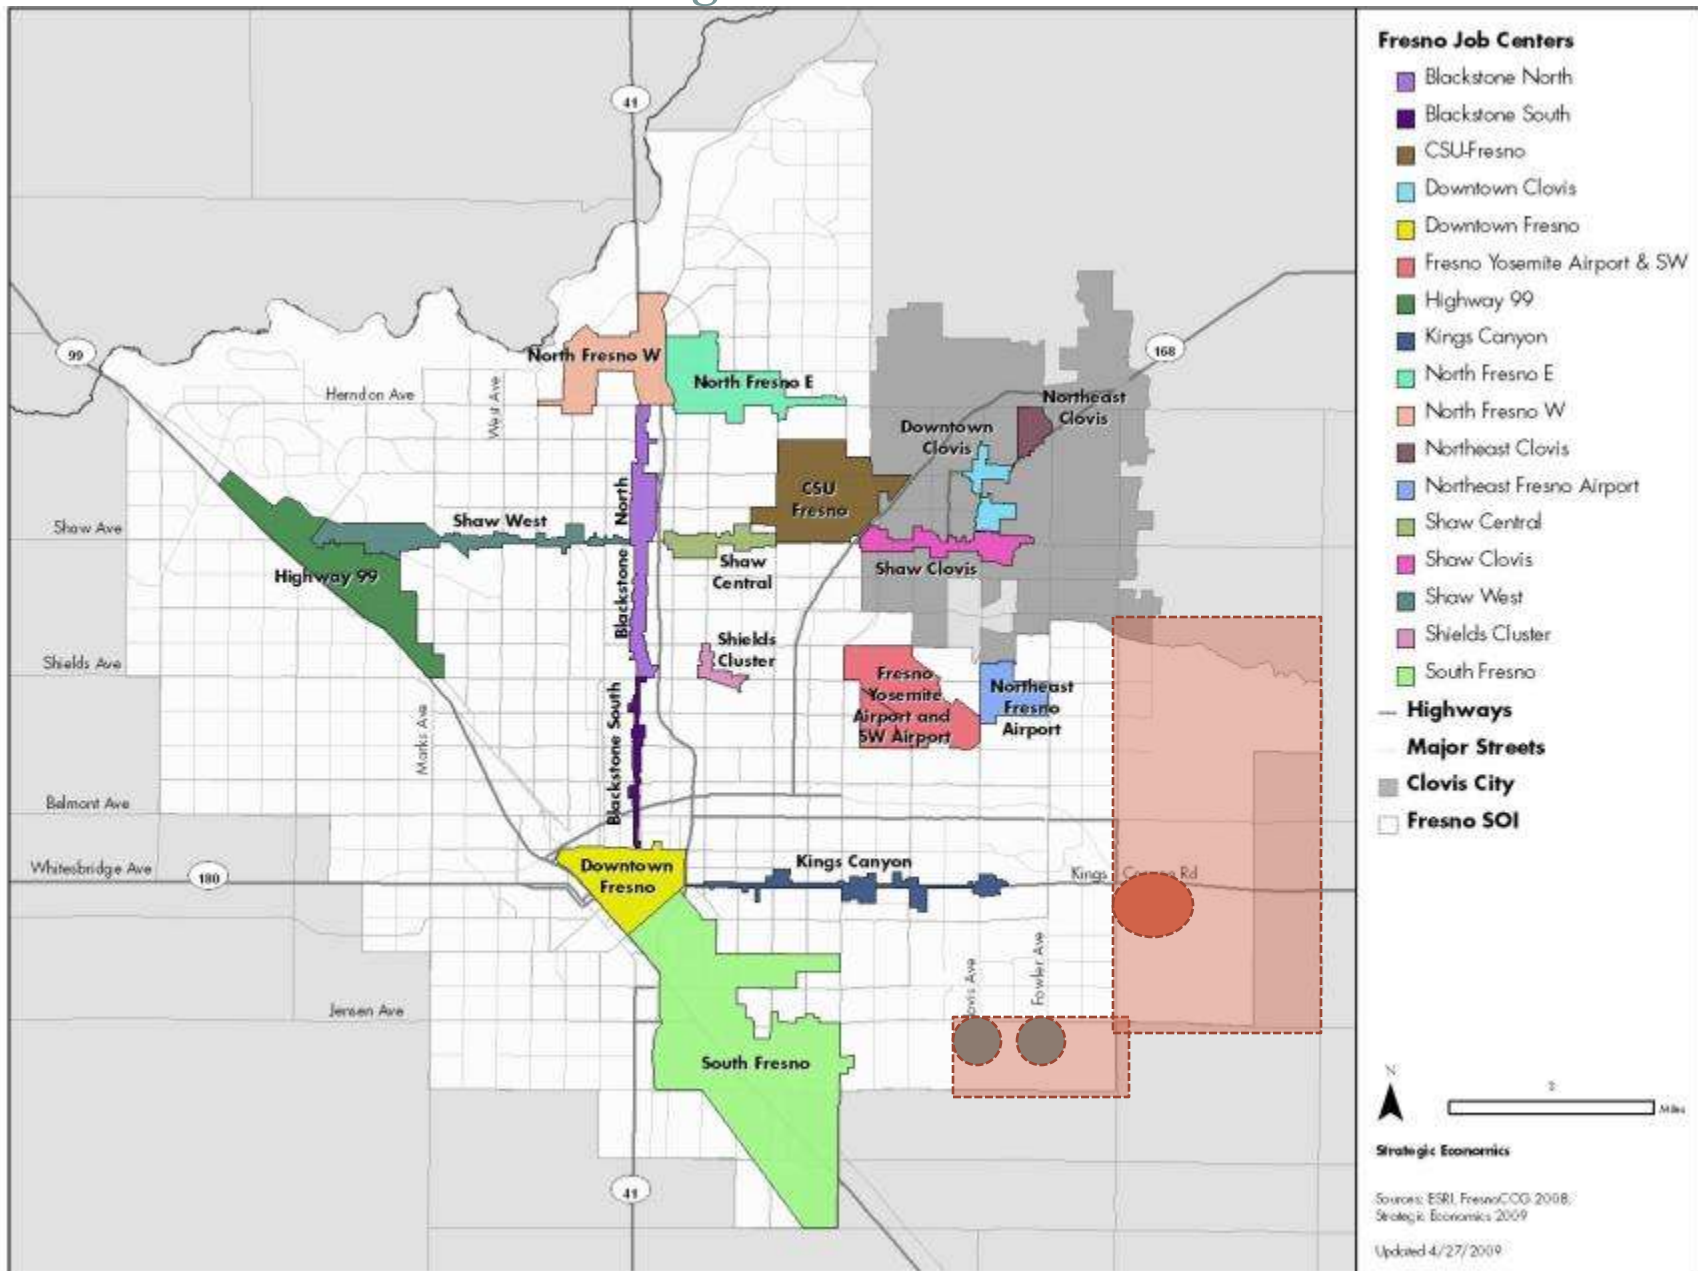 41
99
168
North Fresno W
North Fresno E
Herndon Ave
West Ave
Northeast
Clovis
Downtown
Clovis
CSU
Fresno
Blackstone North
Shaw West
Shaw Ave
Highway 99
Shaw
Central
Shaw Clovis
Shields
Cluster
Shields Ave
Fresno
Yosemite
Airport and
SW Airport
Northeast
Fresno
Airport
Marks Ave
Blackstone South
Belmont Ave
Whitesbridge Ave
180
Downtown
Fresno
Kings Canyon
Kings Rd
Fowler Ave
Ave
Jensen Ave
South Fresno
41
Fresno Job Centers
Blackstone North
Blackstone South
CSU-Fresno
Downtown Clovis
Downtown Fresno
Fresno Yosemite Airport & SW
Highway 99
Kings Canyon
North Fresno E
North Fresno W
Northeast Clovis
Northeast Fresno Airport
Shaw Central
Shaw Clovis
Shaw West
Shields Cluster
South Fresno
Highways
Major Streets
Clovis City
Fresno SOI
N
Miles
Strategic Economics
Sources: ESRI, FresnoCOG 2008,
Strategic Economics 2009
Updated 4/27/2009